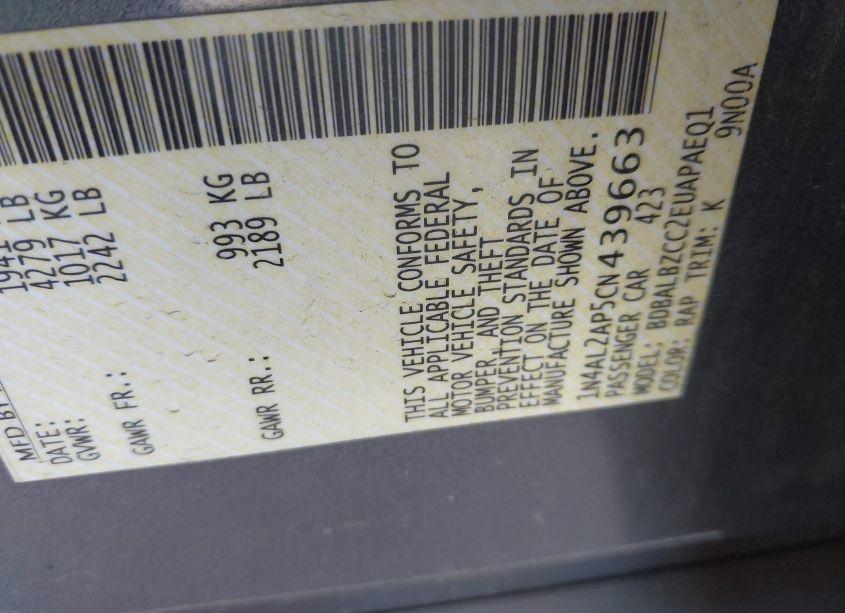 MFD BY
DATE:
GVWR: 1941
4279 LB
GAWR FR.: 1017 KG
2242 LB
GAWR RR.: 993 KG
2189 LB
THIS VEHICLE CONFORMS TO
ALL APPLICABLE FEDERAL
MOTOR VEHICLE SAFETY,
BUMPER, AND THEFT
PREVENTION STANDARDS IN
EFFECT ON THE DATE OF
MANUFACTURE SHOWN ABOVE.
1N4AL2AP5CN439663
PASSENGER CAR 423
MODEL: BDBALBZCC2EUAPAEQ1
COLOR: RAP TRIM: K 9N00A